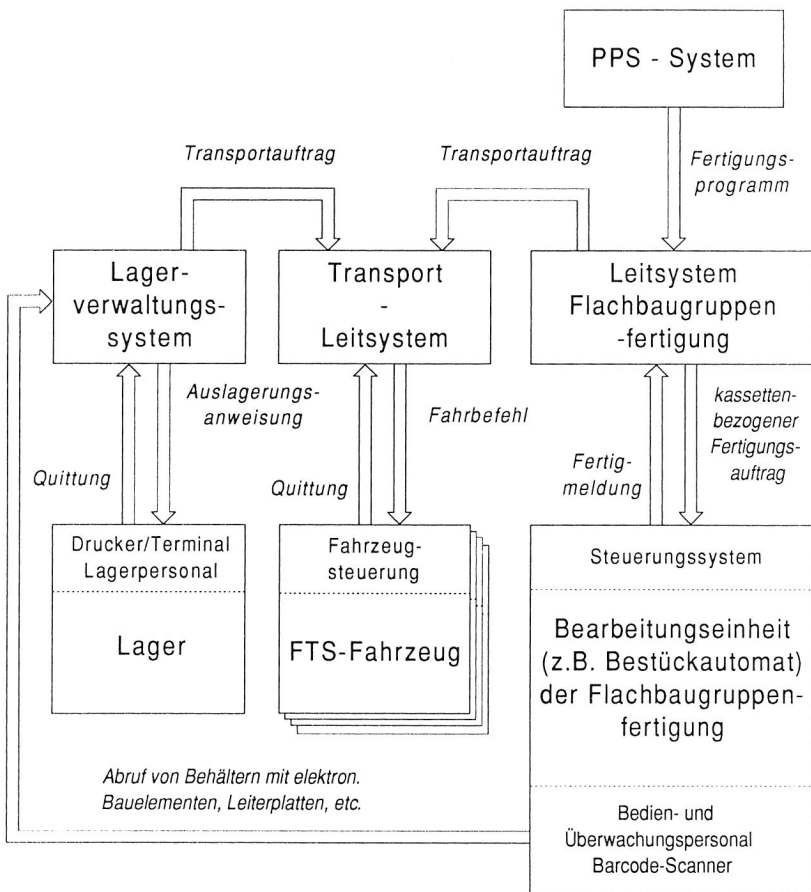 PPS - System
Transportauftrag
Transportauftrag
Fertigungs-
programm
Lager-
verwaltungs-
system
Transport
-
Leitsystem
Leitsystem
Flachbaugruppen
-fertigung
Auslagerungs-
anweisung
Quittung
Fahrbefehl
Quittung
Fertig-
meldung
kassetten-
bezogener
Fertigungs-
auftrag
Drucker/Terminal
Lagerpersonal
Lager
Fahrzeug-
steuerung
FTS-Fahrzeug
Steuerungssystem
Bearbeitungseinheit
(z.B. Bestückautomat)
der Flachbaugruppen-
fertigung
Abruf von Behältern mit elektron.
Bauelementen, Leiterplatten, etc.
Bedien- und
Überwachungspersonal
Barcode-Scanner